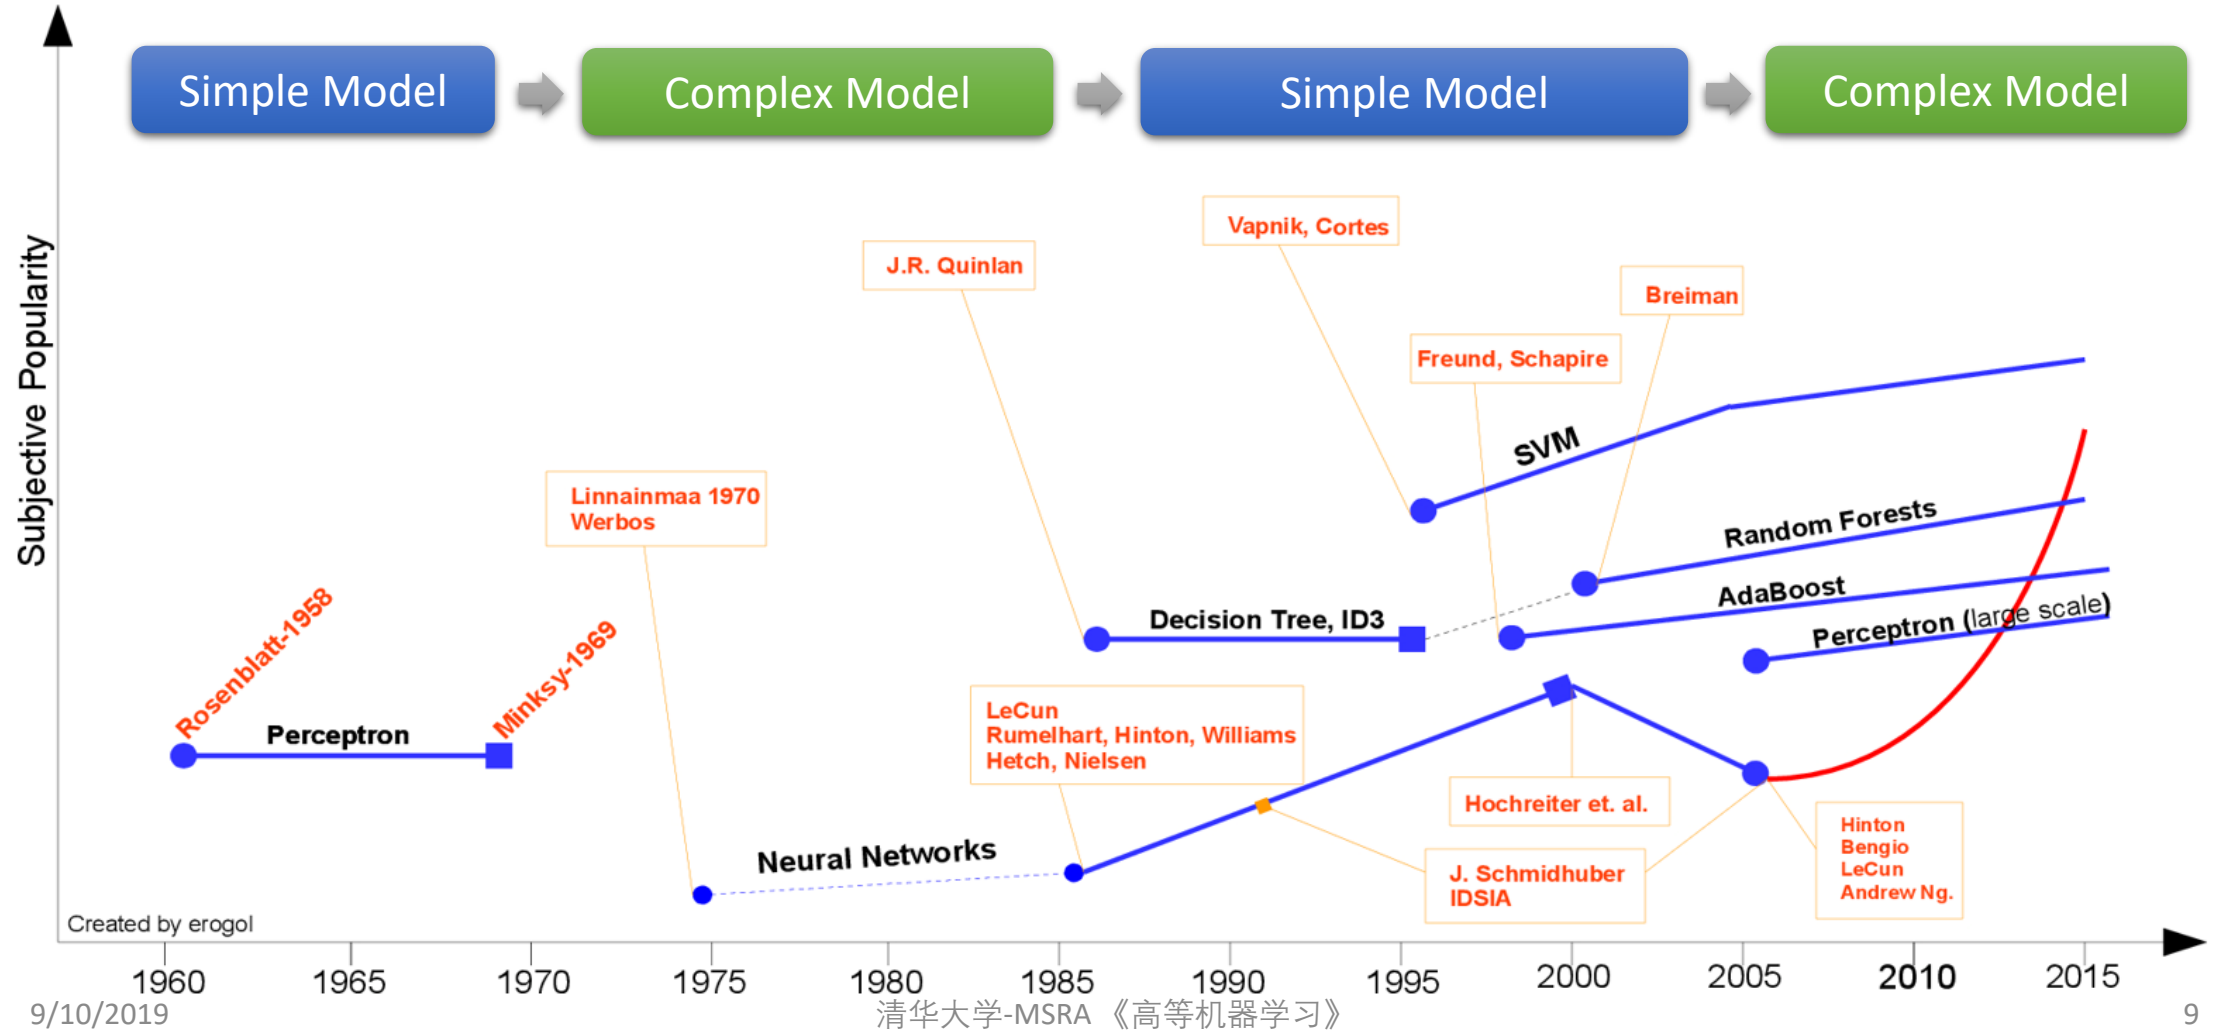 Simple Model
Complex Model
Simple Model
Complex Model
Subjective Popularity
Vapnik, Cortes
J.R. Quinlan
Breiman
Freund, Schapire
SVM
Linnainmaa 1970
Werbos
Random Forests
Rosenblatt-1958
Minksy-1969
Decision Tree, ID3
AdaBoost
Perceptron (large scale)
Perceptron
LeCun
Rumelhart, Hinton, Williams
Hetch, Nielsen
Hochreiter et. al.
Neural Networks
J. Schmidhuber
IDSIA
Hinton
Bengio
LeCun
Andrew Ng.
Created by erogol
1960 1965 1970 1975 1980 1985 1990 1995 2000 2005 2010 2015
9/10/2019
清华大学-MSRA 《高等机器学习》
9